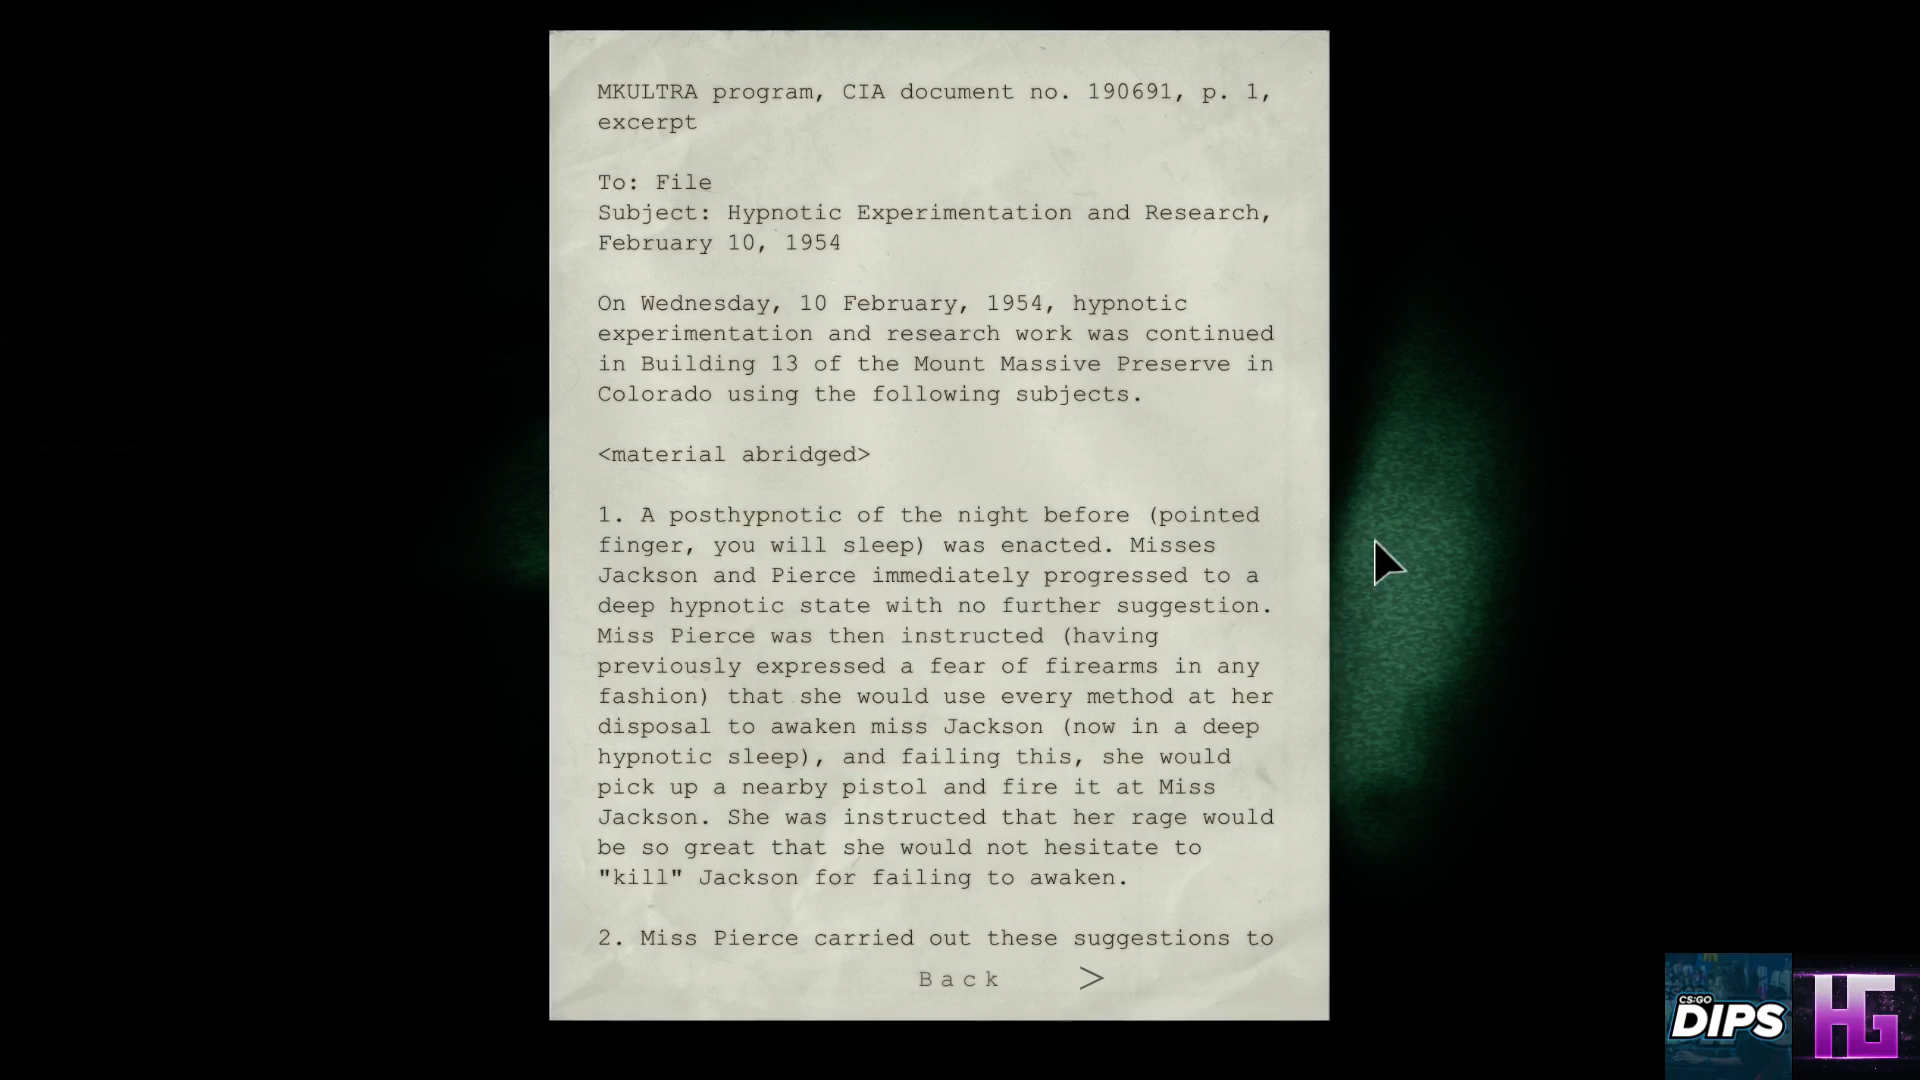 MKULTRA program, CIA document no. 190691, p. 1,
excerpt
To: File
Subject: Hypnotic Experimentation and Research,
February 10, 1954
On Wednesday, 10 February, 1954, hypnotic
experimentation and research work was continued
in Building 13 of the Mount Massive Preserve in
Colorado using the following subjects.
<material abridged>
1. A posthypnotic of the night before (pointed
finger, you will sleep) was enacted. Misses
Jackson and Pierce immediately progressed to a
deep hypnotic state with no further suggestion.
Miss Pierce was then instructed (having
previously expressed a fear of firearms in any
fashion) that she would use every method at her
disposal to awaken miss Jackson (now in a deep
hypnotic sleep), and failing this, she would
pick up a nearby pistol and fire it at Miss
Jackson. She was instructed that her rage would
be so great that she would not hesitate to
"kill" Jackson for failing to awaken.
2. Miss Pierce carried out these suggestions to
Back >
CS:GO
DIPS
HG